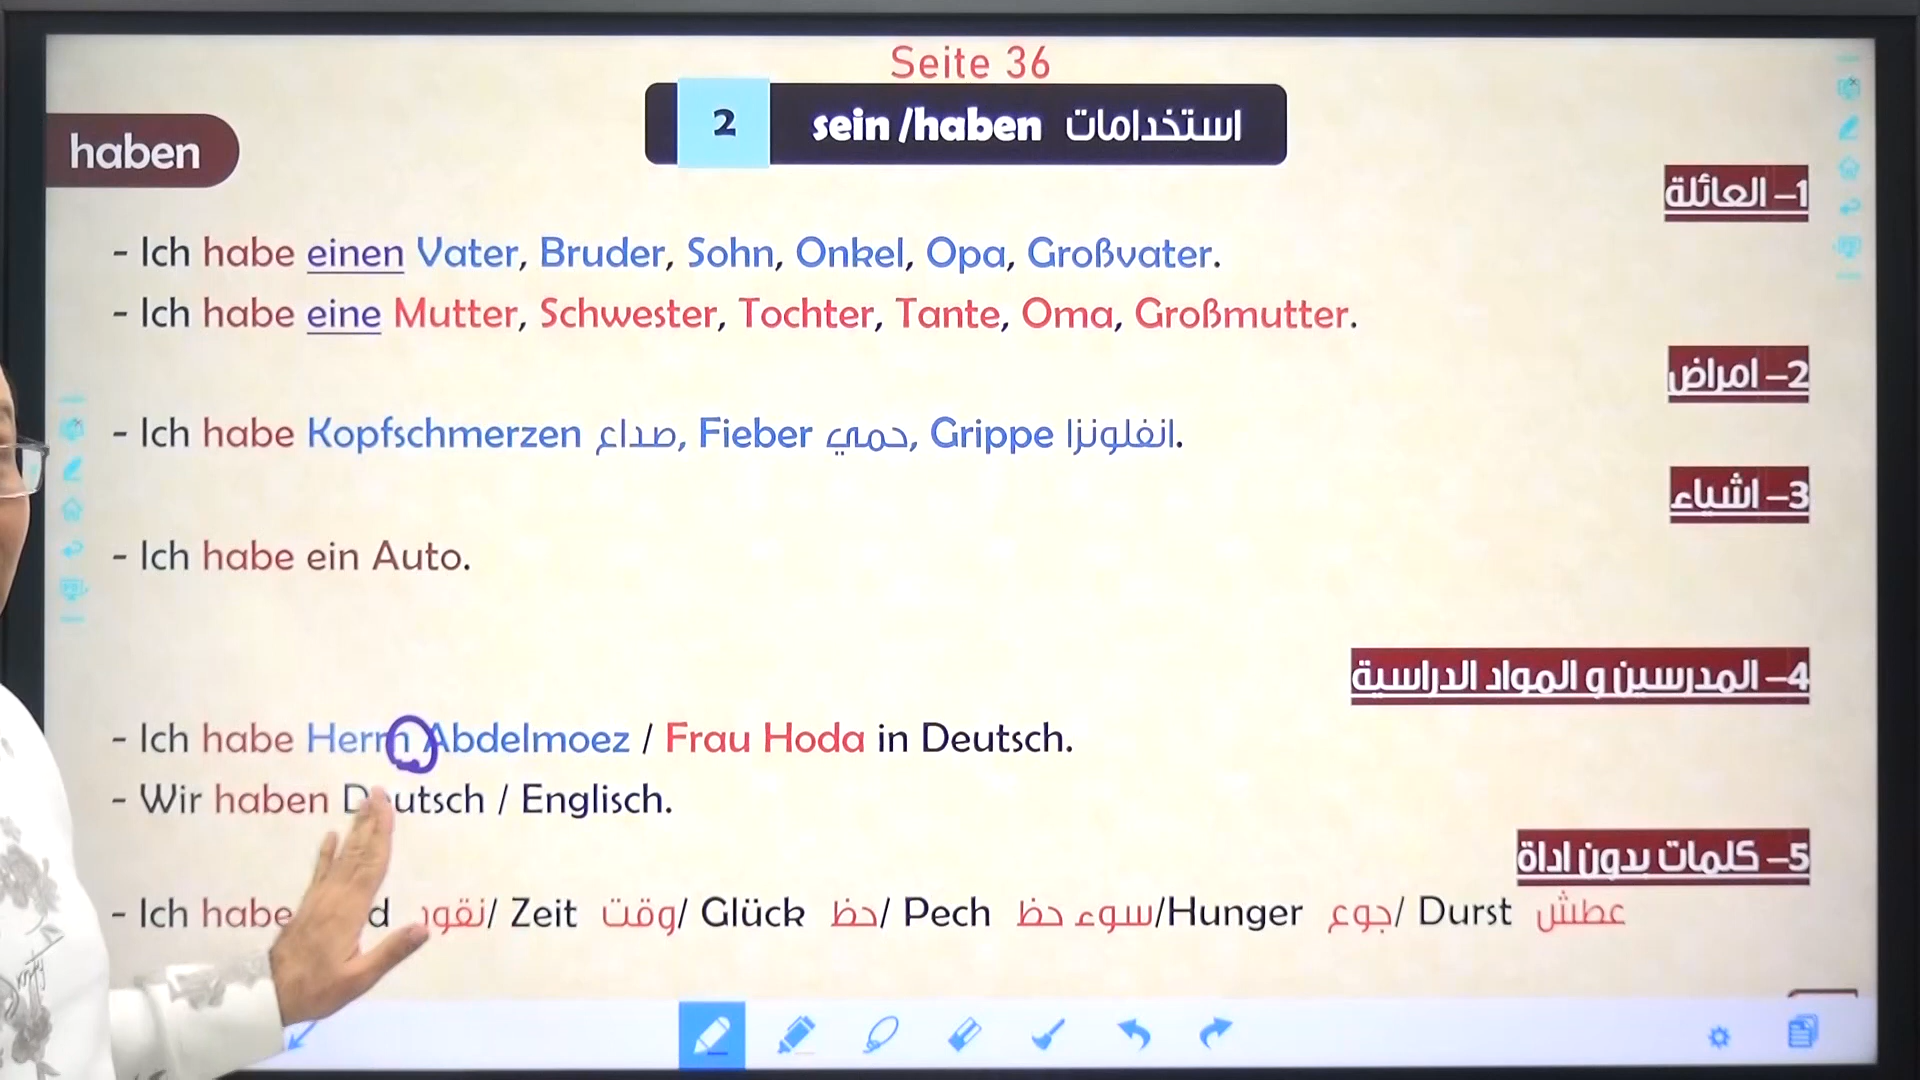 Seite 36
2 sein /haben استخدامات
haben
1– العائلة
- Ich habe einen Vater, Bruder, Sohn, Onkel, Opa, Großvater.
- Ich habe eine Mutter, Schwester, Tochter, Tante, Oma, Großmutter.
2– امراض
- Ich habe Kopfschmerzen صداع, Fieber حمي, Grippe انفلونزا.
3– اشياء
- Ich habe ein Auto.
4– المدرسين و المواد الدراسية
- Ich habe Herrn Abdelmoez / Frau Hoda in Deutsch.
- Wir haben Deutsch / Englisch.
5– كلمات بدون اداة
- Ich habe نقود/ Zeit وقت/ Glück حظ/ Pech سوء حظ/Hunger جوع/ Durst عطش